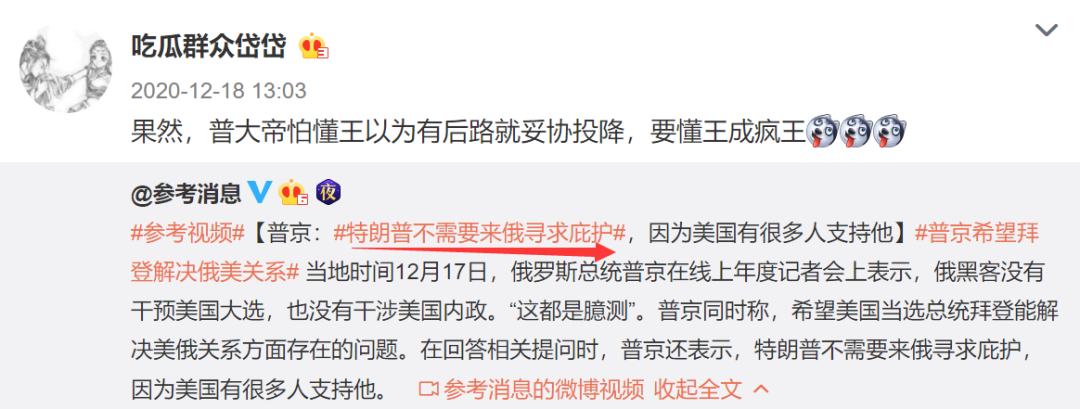 吃瓜群众岱岱
3
2020-12-18 13:03
果然，普大帝怕懂王以为有后路就妥协投降，要懂王成疯王
@参考消息
6
夜
#参考视频#【普京：#特朗普不需要来俄寻求庇护#，因为美国有很多人支持他】#普京希望拜
登解决俄美关系# 当地时间12月17日，俄罗斯总统普京在线上年度记者会上表示，俄黑客没有
干预美国大选，也没有干涉美国内政。“这都是臆测”。普京同时称，希望美国当选总统拜登能解
决美俄关系方面存在的问题。在回答相关提问时，普京还表示，特朗普不需要来俄寻求庇护，
因为美国有很多人支持他。 参考消息的微博视频 收起全文